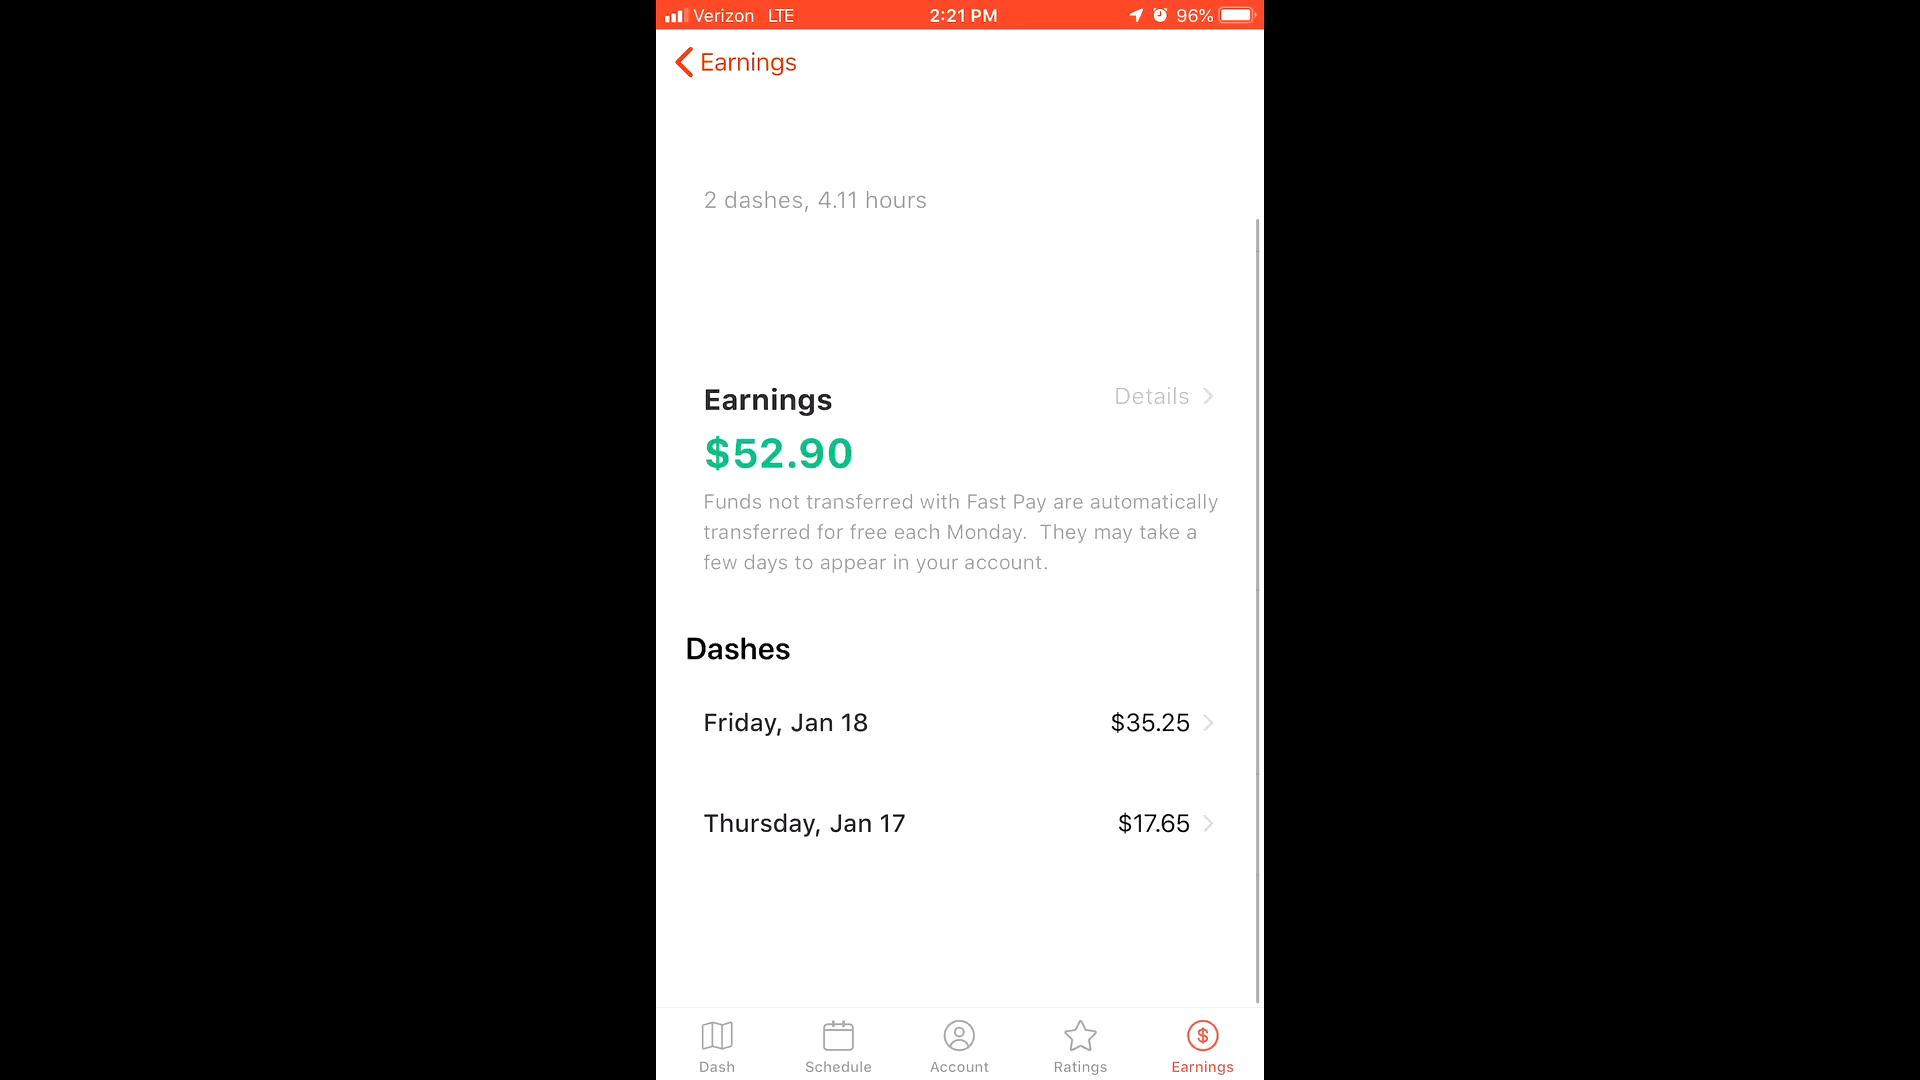 Verizon LTE 2:21 PM 96%
Earnings
2 dashes, 4.11 hours
Earnings Details
$52.90
Funds not transferred with Fast Pay are automatically
transferred for free each Monday. They may take a
few days to appear in your account.
Dashes
Friday, Jan 18 $35.25
Thursday, Jan 17 $17.65
Dash Schedule Account Ratings Earnings